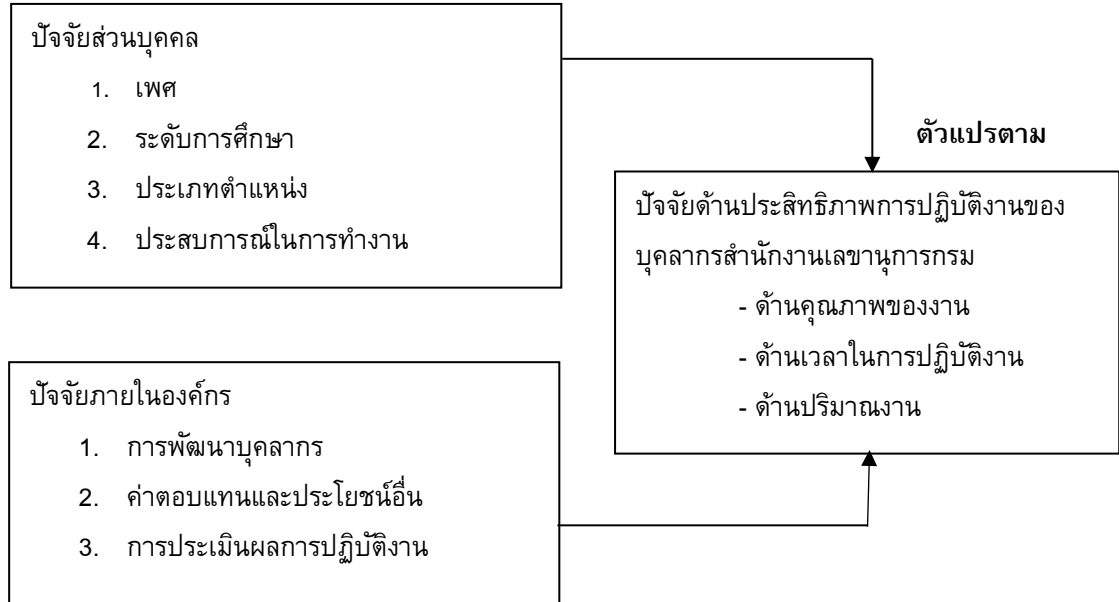 ปัจจัยส่วนบุคคล
1. เพศ
2. ระดับการศึกษา
3. ประเภทตำแหน่ง
4. ประสบการณ์ในการทำงาน
ปัจจัยภายในองค์กร
1. การพัฒนาบุคลากร
2. ค่าตอบแทนและประโยชน์อื่น
3. การประเมินผลการปฏิบัติงาน
ตัวแปรตาม
ปัจจัยด้านประสิทธิภาพการปฏิบัติงานของ
บุคลากรสำนักงานเลขานุการกรม
- ด้านคุณภาพของงาน
- ด้านเวลาในการปฏิบัติงาน
- ด้านปริมาณงาน